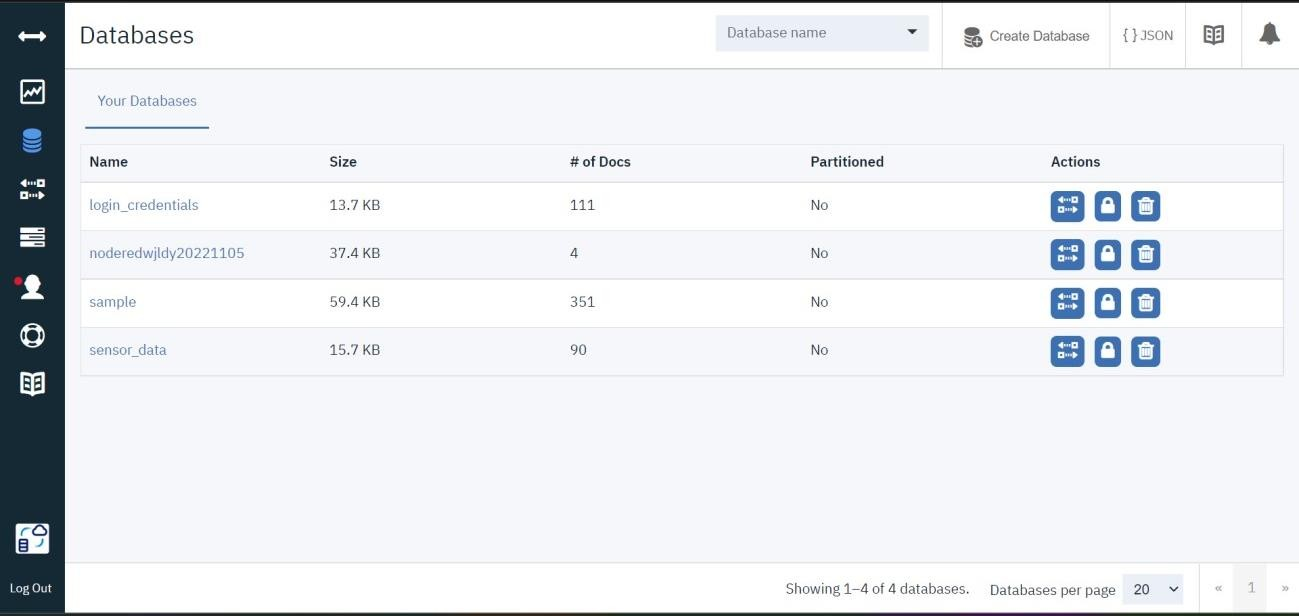 Databases
Database name
Create Database
{ } JSON
Your Databases
Name Size # of Docs Partitioned Actions
login_credentials 13.7 KB 111 No
noderedwjldy20221105 37.4 KB 4 No
sample 59.4 KB 351 No
sensor_data 15.7 KB 90 No
Log Out
Showing 1–4 of 4 databases. Databases per page 20 « 1 »